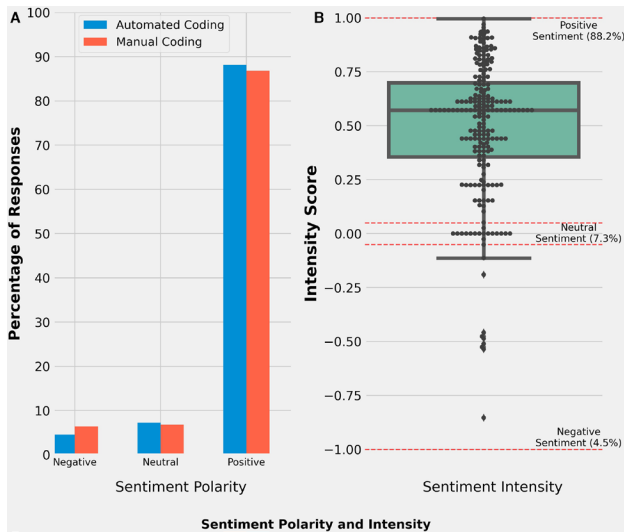 A
Automated Coding
Manual Coding
100
90
80
70
60
50
40
30
20
10
0
Percentage of Responses
Negative
Neutral
Positive
Sentiment Polarity
B
1.00
0.75
0.50
0.25
0.00
−0.25
−0.50
−0.75
−1.00
Intensity Score
Positive
Sentiment (88.2%)
Neutral
Sentiment (7.3%)
Negative
Sentiment (4.5%)
Sentiment Intensity
Sentiment Polarity and Intensity